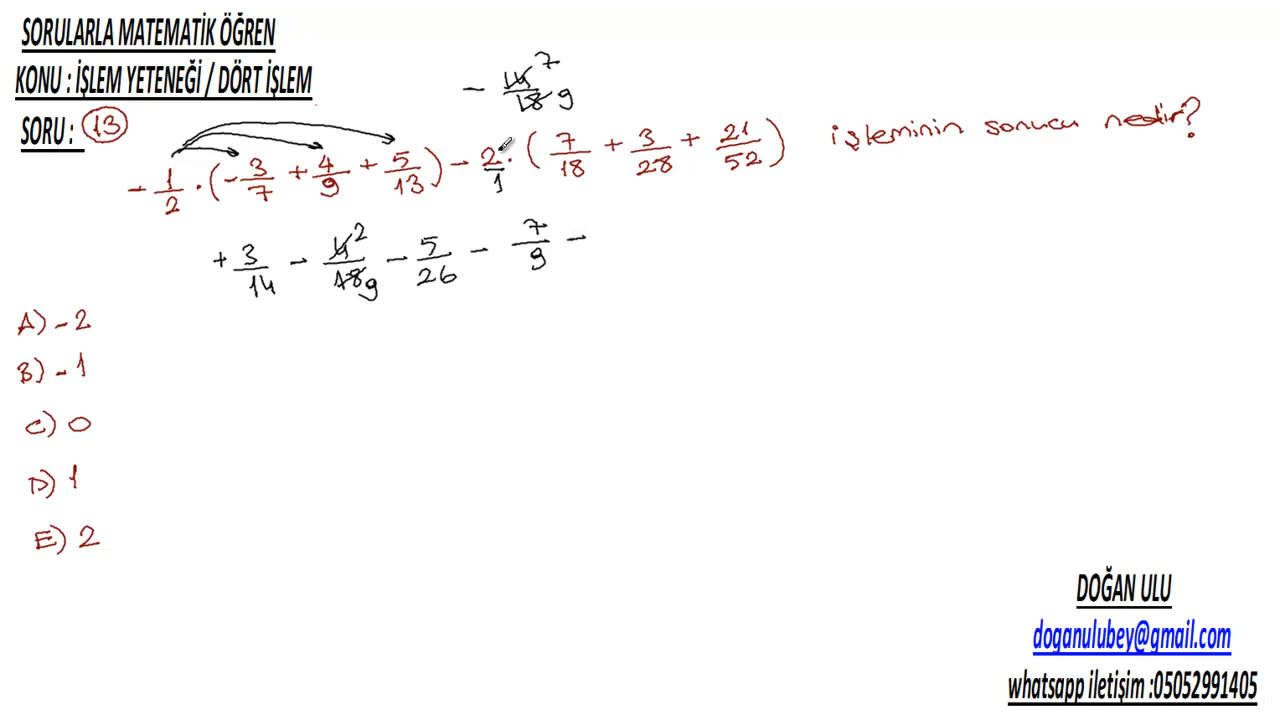 SORULARLA MATEMATİK ÖĞREN
KONU : İŞLEM YETENEĞİ / DÖRT İŞLEM
SORU : 13
- 14/18 7 9
- 1/2 · (- 3/7 + 4/9 + 5/13) - 2/1 · (7/18 + 3/28 + 21/52) işleminin sonucu nedir?
+ 3/14 - 4/18 2 9 - 5/26 - 7/9 -
A) - 2
B) - 1
C) 0
D) 1
E) 2
DOĞAN ULU
doganulubey@gmail.com
whatsapp iletişim :05052991405